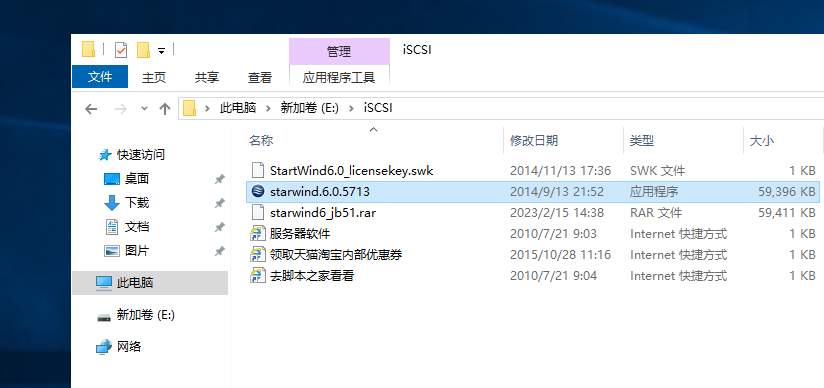 管理 iSCSI
文件 主页 共享 查看 应用程序工具
此电脑 新加卷 (E:) iSCSI
名称 修改日期 类型 大小
快速访问
桌面
下载
文档
图片
此电脑
新加卷 (E:)
网络
StartWind6.0_licensekey.swk 2014/11/13 17:36 SWK 文件 1 KB
starwind.6.0.5713 2014/9/13 21:52 应用程序 59,396 KB
starwind6_jb51.rar 2023/2/15 14:38 RAR 文件 59,411 KB
服务器软件 2010/7/21 9:03 Internet 快捷方式 1 KB
领取天猫淘宝内部优惠券 2015/10/28 11:16 Internet 快捷方式 1 KB
去脚本之家看看 2010/7/21 9:04 Internet 快捷方式 1 KB